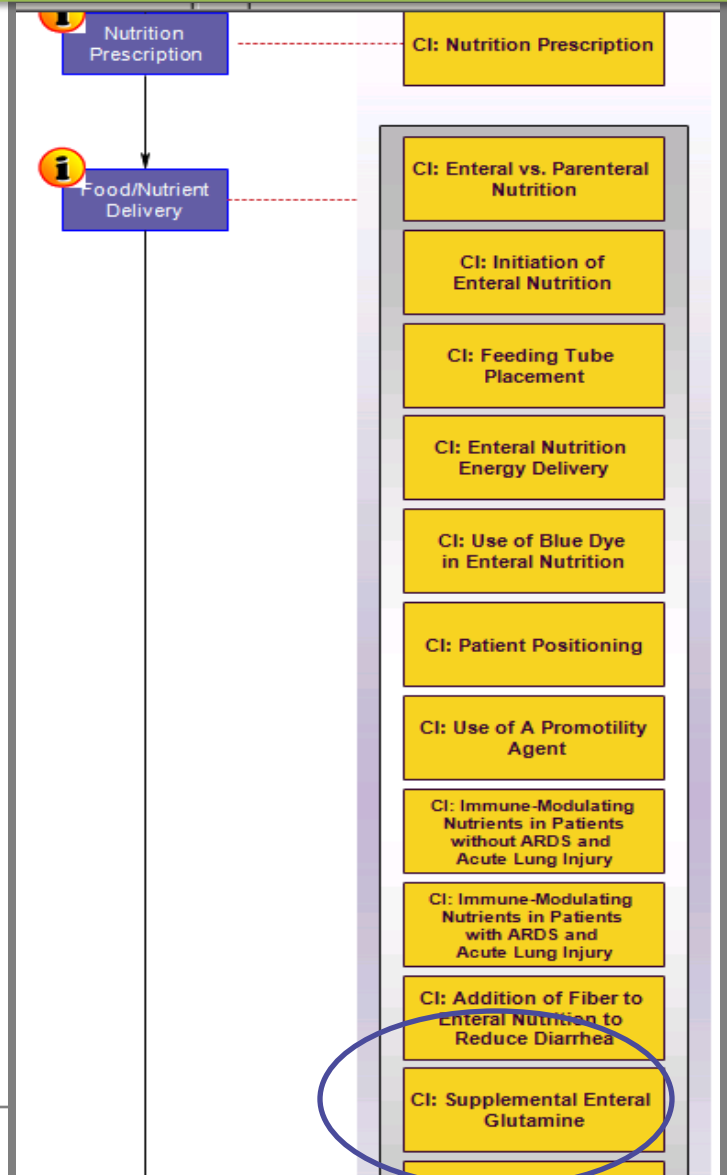 i
Nutrition
Prescription
CI: Nutrition Prescription
i
Food/Nutrient
Delivery
CI: Enteral vs. Parenteral
Nutrition
CI: Initiation of
Enteral Nutrition
CI: Feeding Tube
Placement
CI: Enteral Nutrition
Energy Delivery
CI: Use of Blue Dye
in Enteral Nutrition
CI: Patient Positioning
CI: Use of A Promotility
Agent
CI: Immune-Modulating
Nutrients in Patients
without ARDS and
Acute Lung Injury
CI: Immune-Modulating
Nutrients in Patients
with ARDS and
Acute Lung Injury
CI: Addition of Fiber to
Enteral Nutrition to
Reduce Diarrhea
CI: Supplemental Enteral
Glutamine